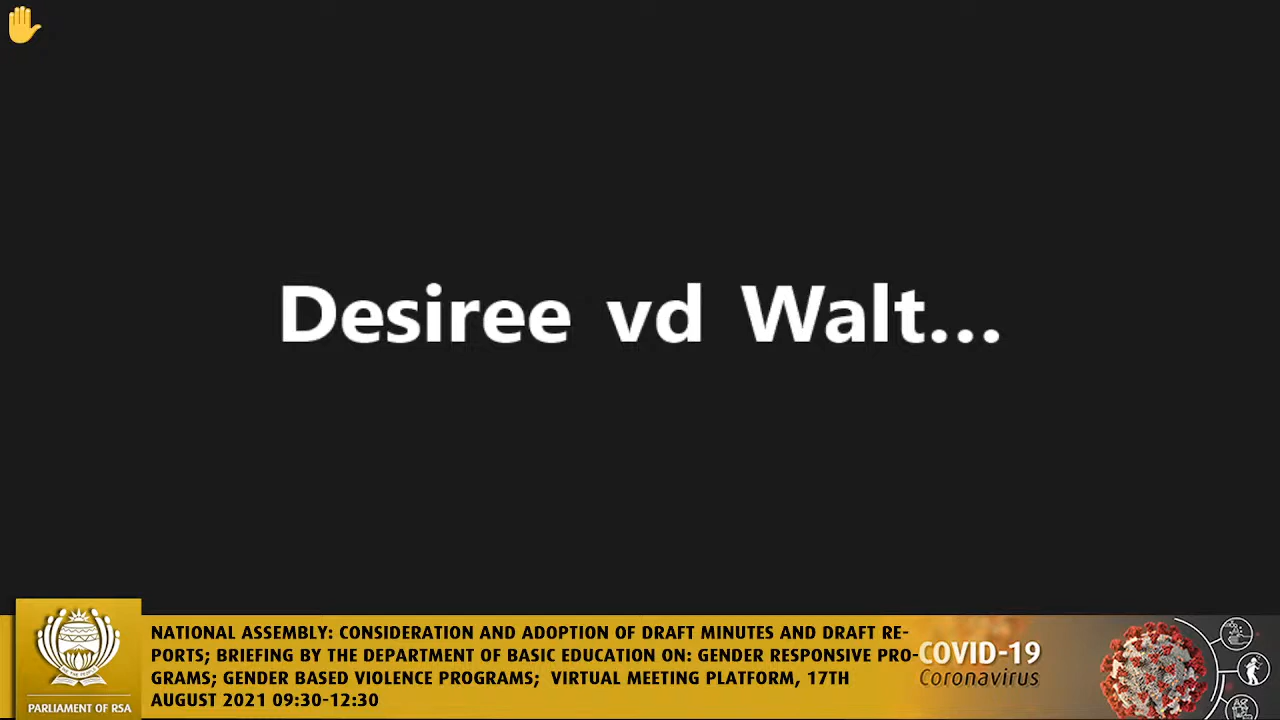 Desiree vd Walt...
NATIONAL ASSEMBLY: CONSIDERATION AND ADOPTION OF DRAFT MINUTES AND DRAFT RE-
PORTS; BRIEFING BY THE DEPARTMENT OF BASIC EDUCATION ON: GENDER RESPONSIVE PRO-
GRAMS; GENDER BASED VIOLENCE PROGRAMS; VIRTUAL MEETING PLATFORM, 17TH
AUGUST 2021 09:30-12:30
PARLIAMENT OF RSA
COVID-19
Coronavirus